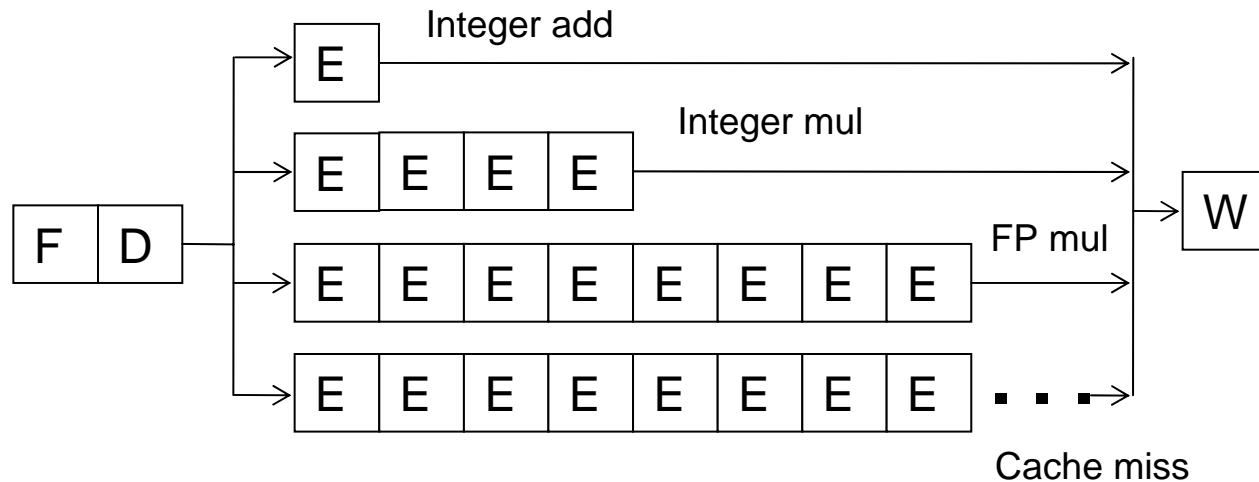 Integer add
E
Integer mul
E E E E
F D
W
FP mul
E E E E E E E E
E E E E E E E E . . .
Cache miss